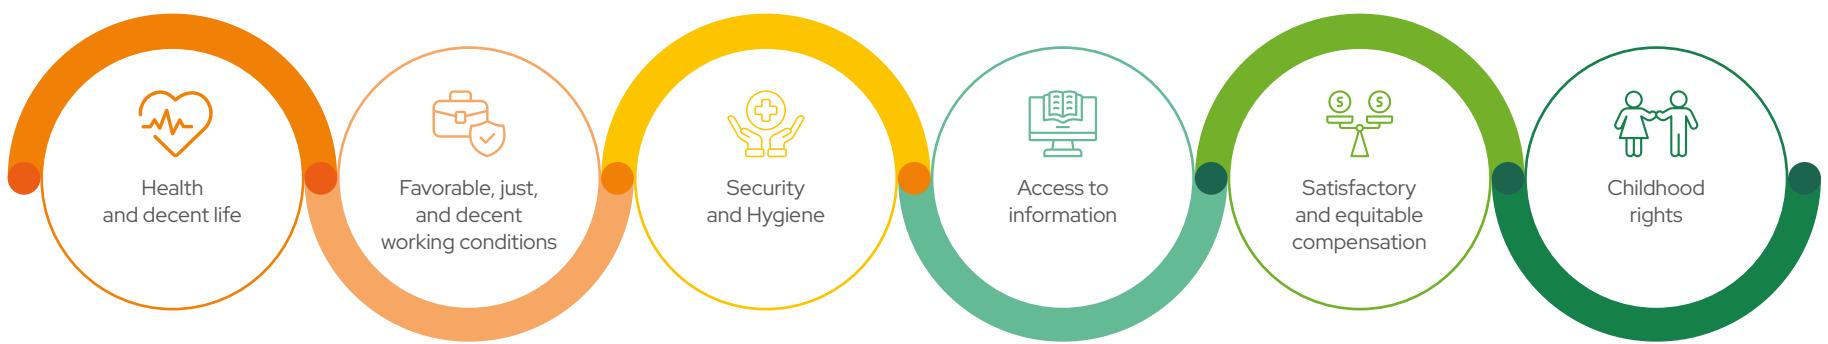 Health
and decent life
Favorable, just,
and decent
working conditions
Security
and Hygiene
Access to
information
S S
Satisfactory
and equitable
compensation
Childhood
rights